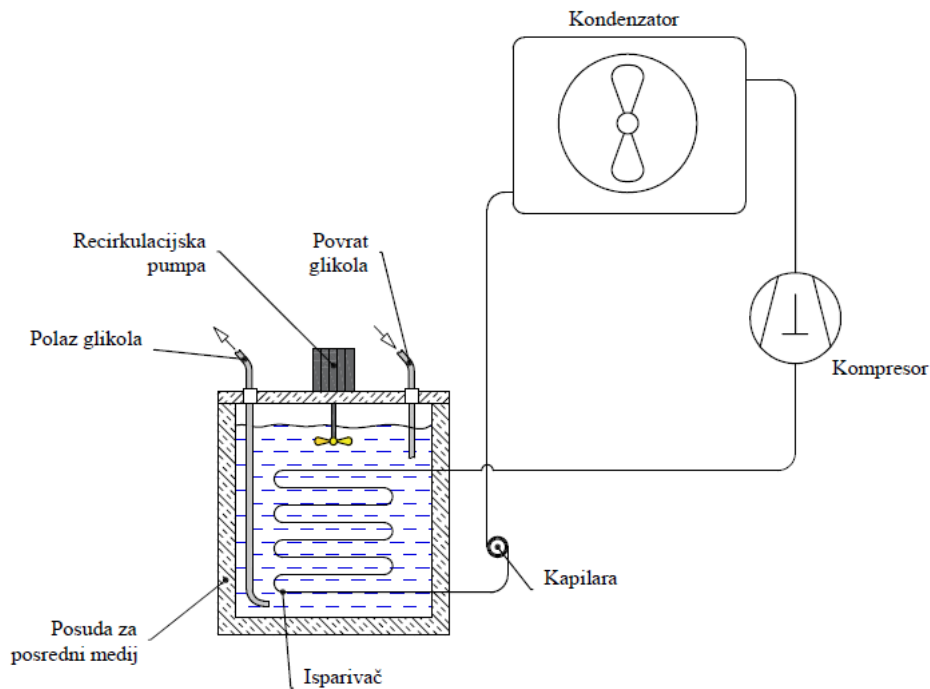 Kondenzator
Recirkulacijska
pumpa
Povrat
glikola
Polaz glikola
Kompresor
Kapilara
Posuda za
posredni medij
Isparivač